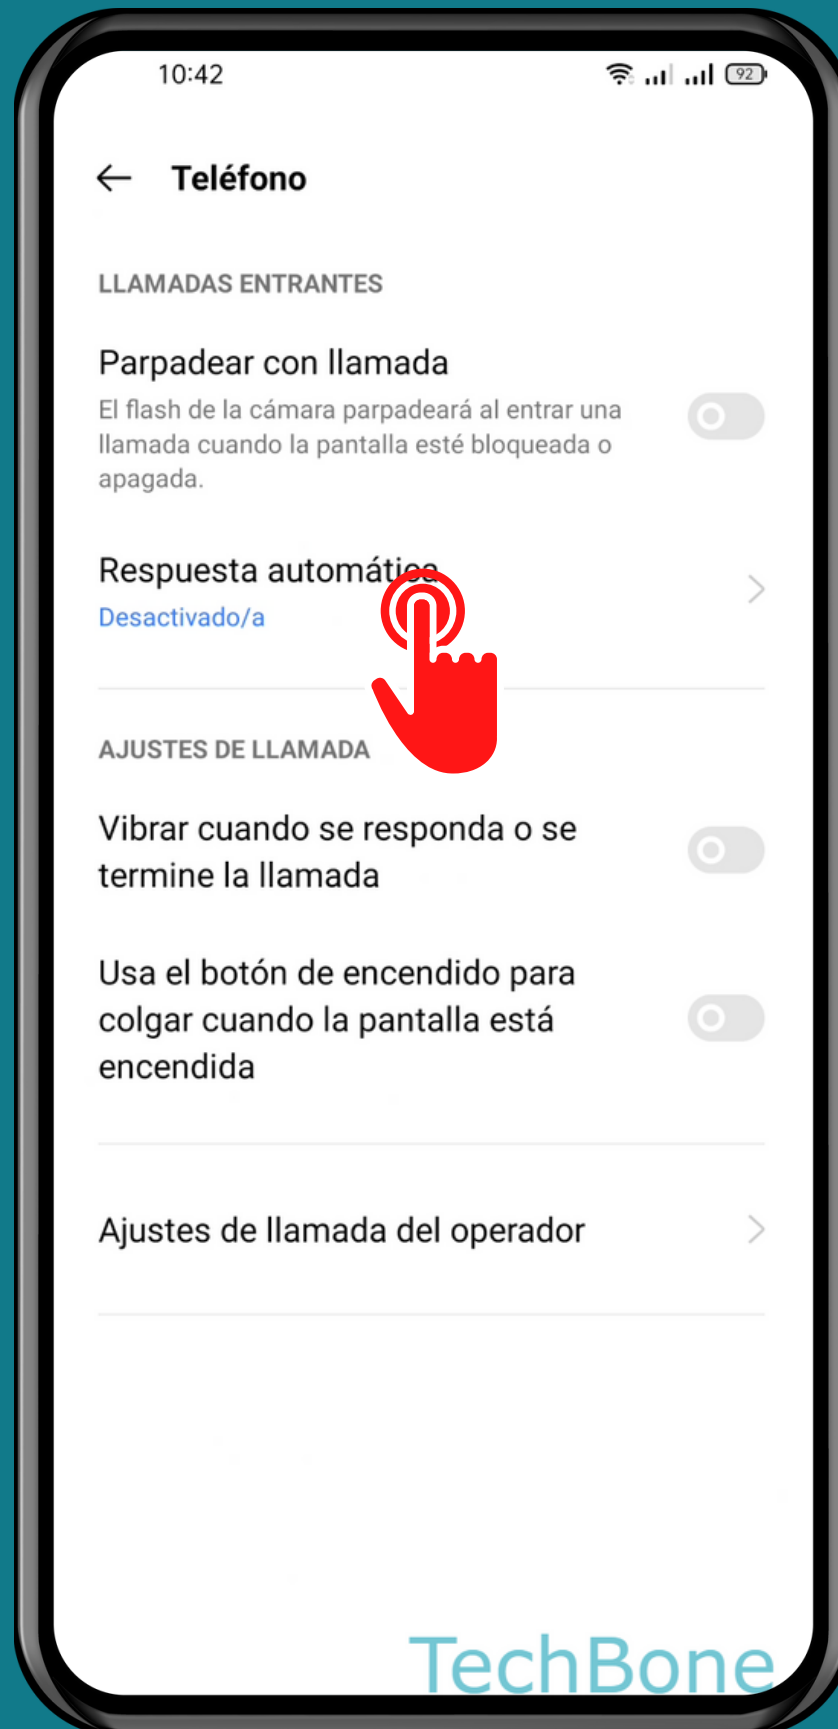 10:42
92
Teléfono
LLAMADAS ENTRANTES
Parpadear con llamada
El flash de la cámara parpadeará al entrar una
llamada cuando la pantalla esté bloqueada o
apagada.
Respuesta automática
Desactivado/a
AJUSTES DE LLAMADA
Vibrar cuando se responda o se
termine la llamada
Usa el botón de encendido para
colgar cuando la pantalla está
encendida
Ajustes de llamada del operador
TechBone